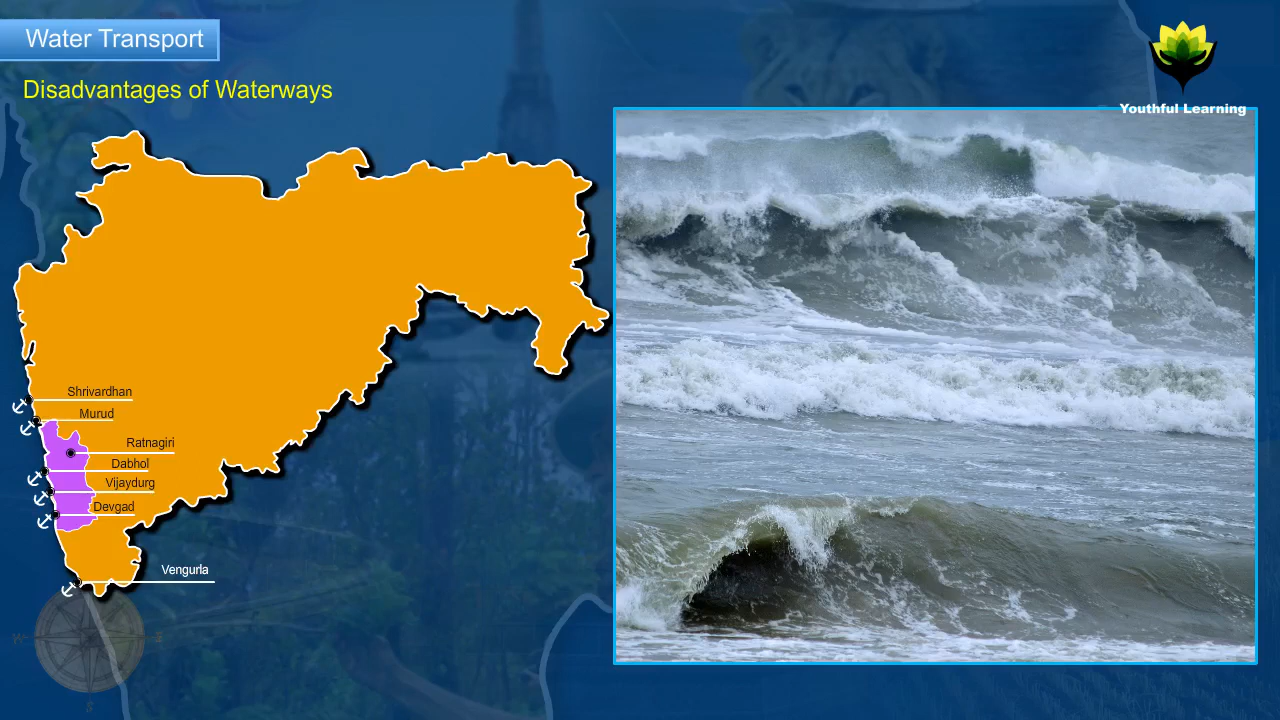 Water Transport
Disadvantages of Waterways
Youthful Learning
Shrivardhan
Murud
Ratnagiri
Dabhol
Vijaydurg
Devgad
Vengurla
W
E
S